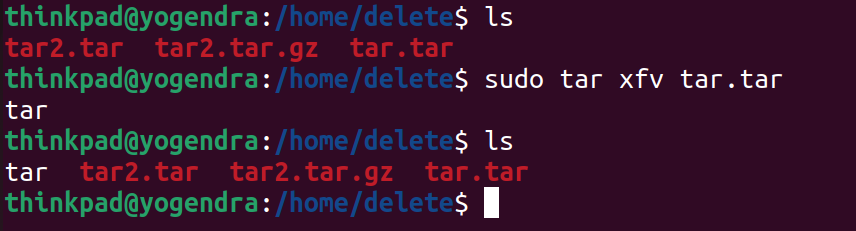 thinkpad@yogendra:/home/delete$ ls
tar2.tar  tar2.tar.gz  tar.tar
thinkpad@yogendra:/home/delete$ sudo tar xfv tar.tar
tar
thinkpad@yogendra:/home/delete$ ls
tar  tar2.tar  tar2.tar.gz  tar.tar
thinkpad@yogendra:/home/delete$